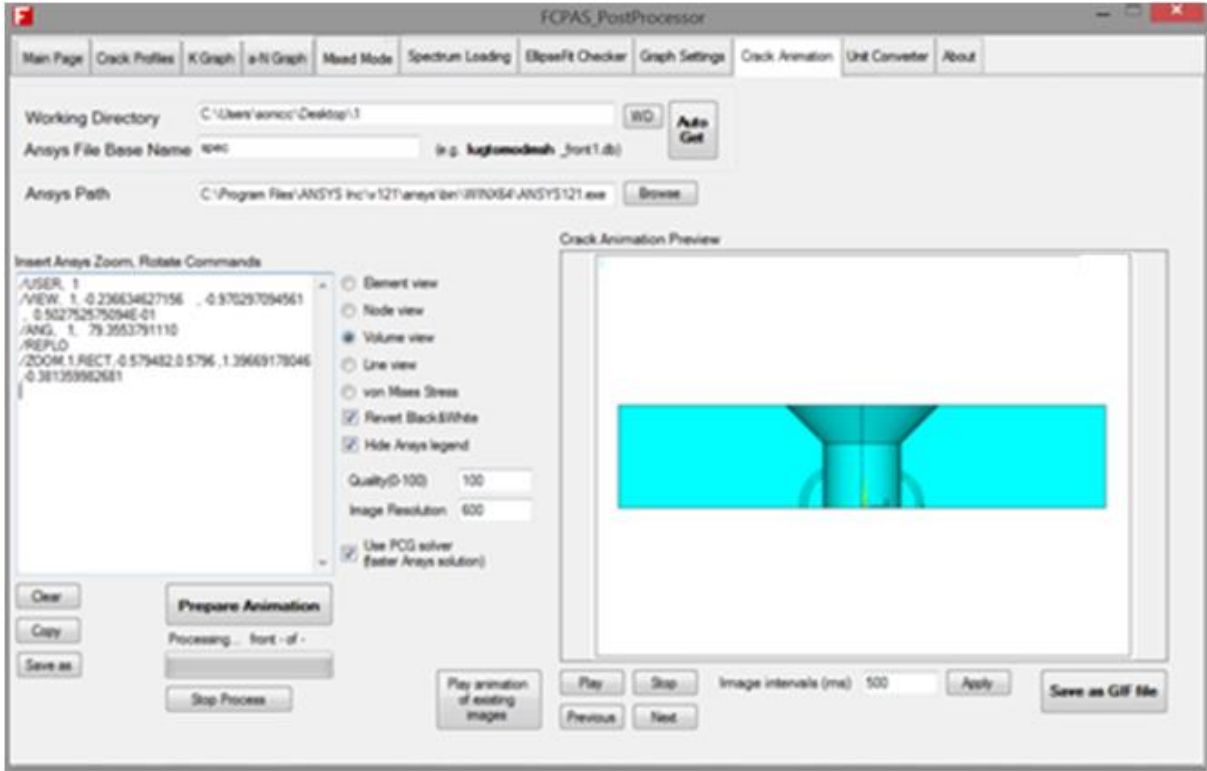 F
FCPAS_PostProcessor
Main Page Crack Profiles K Graph a-N Graph Mixed Mode Spectrum Loading EllipseFit Checker Graph Settings Crack Animation Unit Converter About
Working Directory C:\Users\aoncc\Desktop\1 WD.
Auto Get
Ansys File Base Name spec (e.g. lugtomodmsh _front1.db)
Ansys Path C:\Program Files\ANSYS Inc\v121\ansys\bin\WINX64\ANSYS121.exe Browse
Crack Animation Preview
Insert Ansys Zoom, Rotate Commands
/USER, 1
/VIEW, 1, -0.236634627156 , -0.970297094561
, 0.502752575094E-01
/ANG, 1, 79.3553791110
/REPLO
/ZOOM,1,RECT,-0.579482,0.5796 ,1.39669178046
,-0.381359982681
Element view
Node view
Volume view
Line view
von Mises Stress
Revert Black&White
Hide Ansys legend
Quality(0-100) 100
Image Resolution 600
Use PCG solver
(faster Ansys solution)
Clear
Copy
Save as
Prepare Animation
Processing... front - of -
Stop Process
Play animation
of existing
images
Play Stop Image intervals (ms) 500 Apply
Previous Next
Save as GIF file